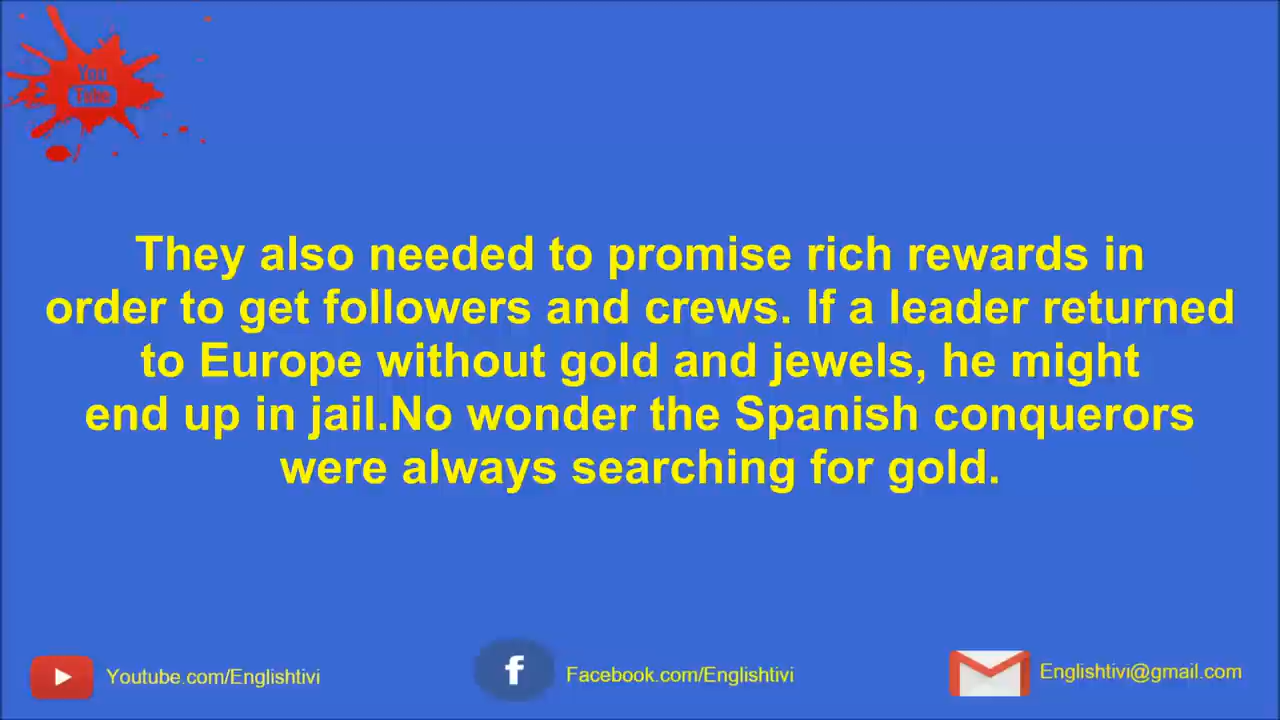 You
Tube
They also needed to promise rich rewards in
order to get followers and crews. If a leader returned
to Europe without gold and jewels, he might
end up in jail.No wonder the Spanish conquerors
were always searching for gold.
Youtube.com/Englishtivi
Facebook.com/Englishtivi
Englishtivi@gmail.com